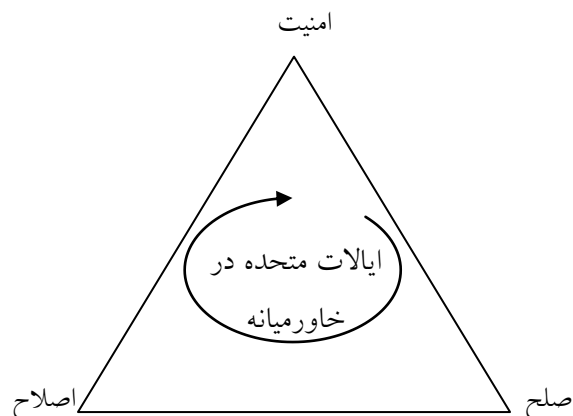 امنیت
ایالات متحده در
خاورمیانه
صلح
اصلاح